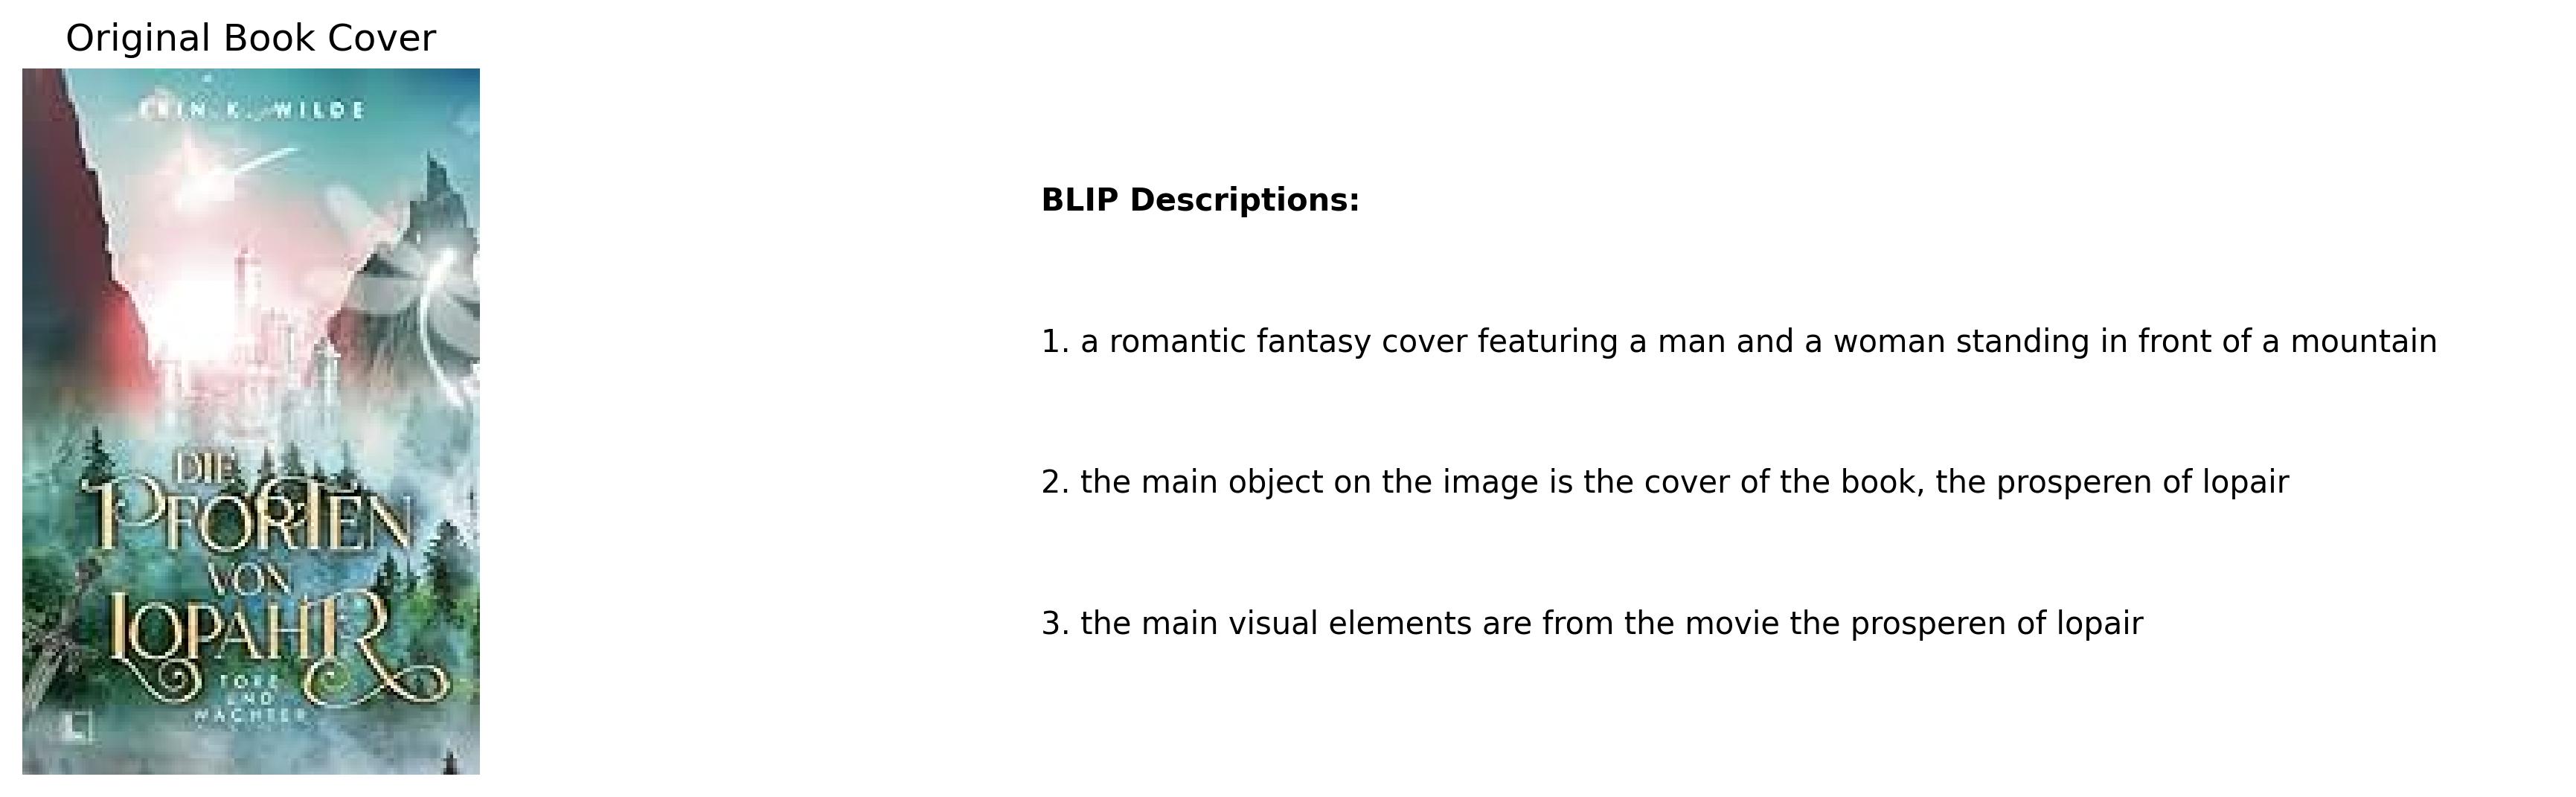 Original Book Cover
ERIN K. WILDE
DIE
PFORTEN
VON
LOPAHR
TORE
UND
WÄCHTER
BLIP Descriptions:
1. a romantic fantasy cover featuring a man and a woman standing in front of a mountain
2. the main object on the image is the cover of the book, the prosperen of lopair
3. the main visual elements are from the movie the prosperen of lopair